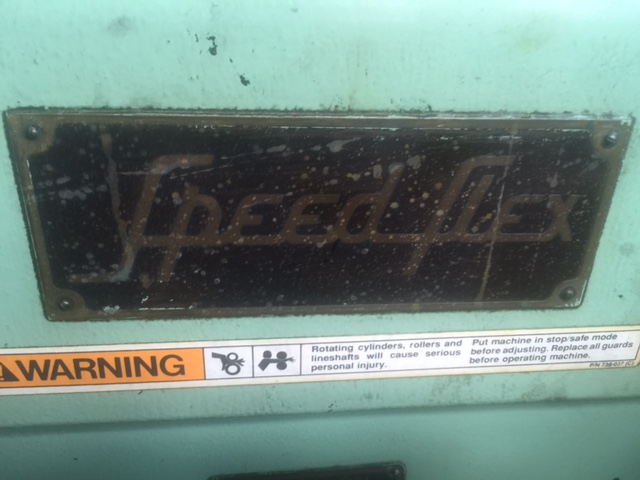 Speedflex
WARNING
Rotating cylinders, rollers and
lineshafts will cause serious
personal injury.
Put machine in stop/safe mode
before adjusting. Replace all guards
before operating machine.